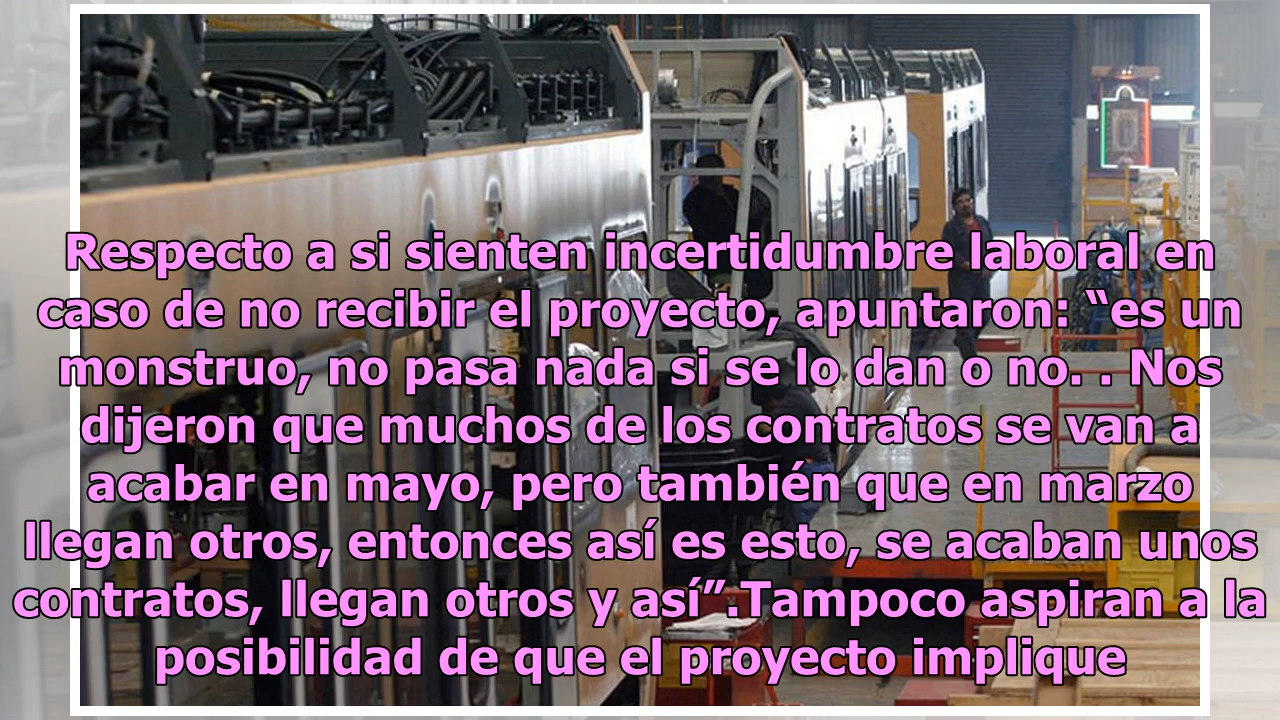 Respecto a si sienten incertidumbre laboral en
caso de no recibir el proyecto, apuntaron: “es un
monstruo, no pasa nada si se lo dan o no. . Nos
dijeron que muchos de los contratos se van a
acabar en mayo, pero también que en marzo
llegan otros, entonces así es esto, se acaban unos
contratos, llegan otros y así”.Tampoco aspiran a la
posibilidad de que el proyecto implique